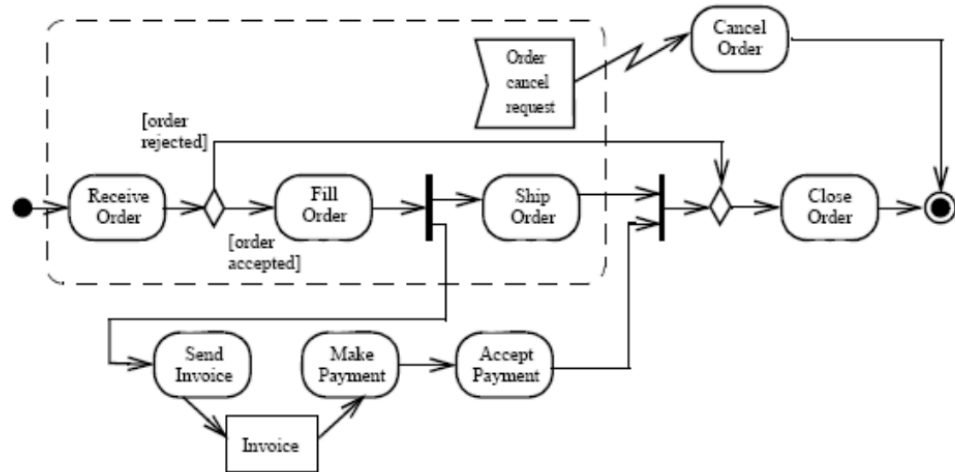 Order
cancel
request
Cancel
Order
[order
rejected]
Receive
Order
Fill
Order
Ship
Order
Close
Order
[order
accepted]
Send
Invoice
Make
Payment
Accept
Payment
Invoice